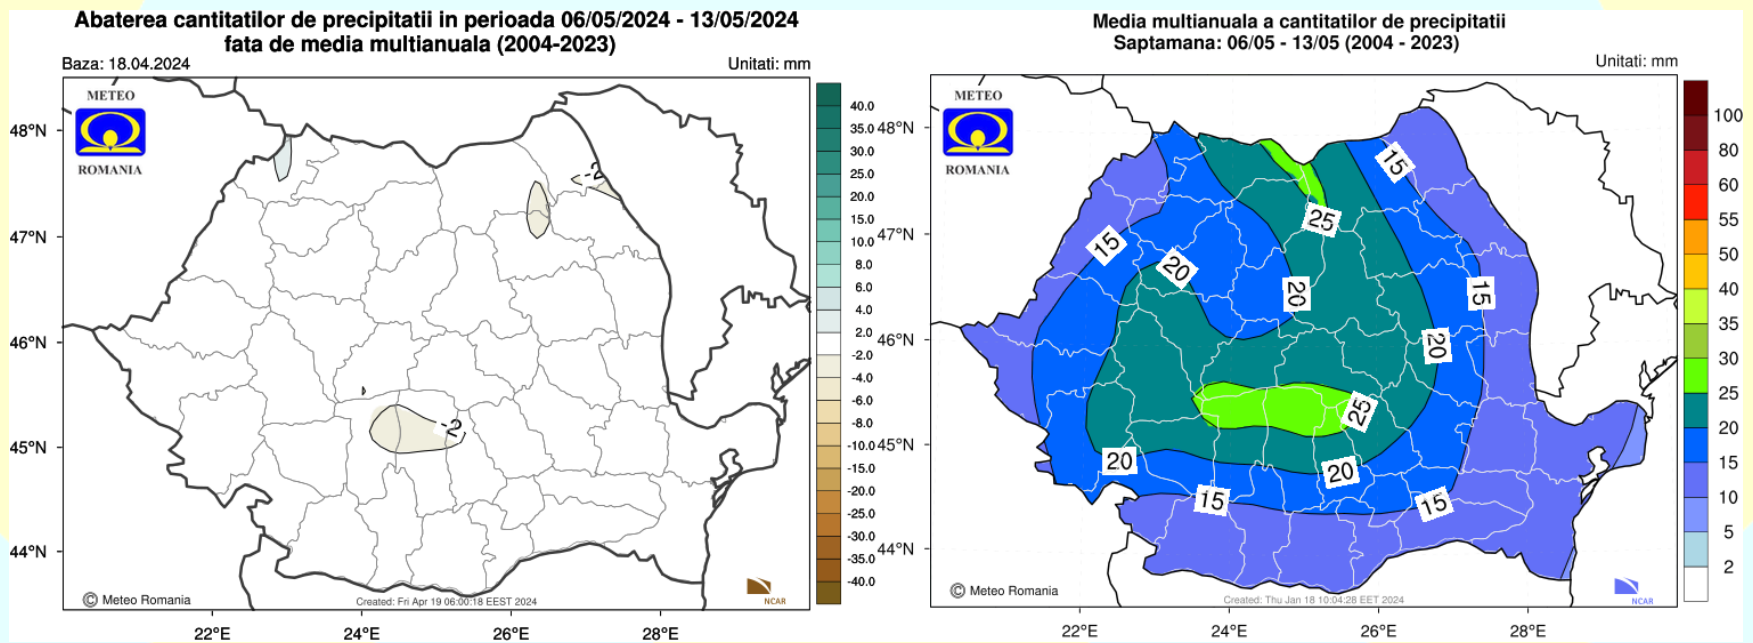 Abaterea cantitatilor de precipitatii in perioada 06/05/2024 - 13/05/2024
fata de media multianuala (2004-2023)
Baza: 18.04.2024
Unitati: mm
METEO
ROMANIA
48°N
47°N
46°N
45°N
44°N
22°E
24°E
26°E
28°E
-2
-2
40.0
35.0
30.0
25.0
20.0
15.0
10.0
8.0
6.0
4.0
2.0
-2.0
-4.0
-6.0
-8.0
-10.0
-15.0
-20.0
-25.0
-30.0
-35.0
-40.0
© Meteo Romania
Created: Fri Apr 19 06:00:18 EEST 2024
NCAR
Media multianuala a cantitatilor de precipitatii
Saptamana: 06/05 - 13/05 (2004 - 2023)
Unitati: mm
METEO
ROMANIA
48°N
47°N
46°N
45°N
44°N
22°E
24°E
26°E
28°E
15
25
15
20
20
15
20
25
20
20
15
15
100
80
60
55
50
40
35
30
25
20
15
10
5
2
© Meteo Romania
Created: Thu Jan 18 10:04:28 EET 2024
NCAR